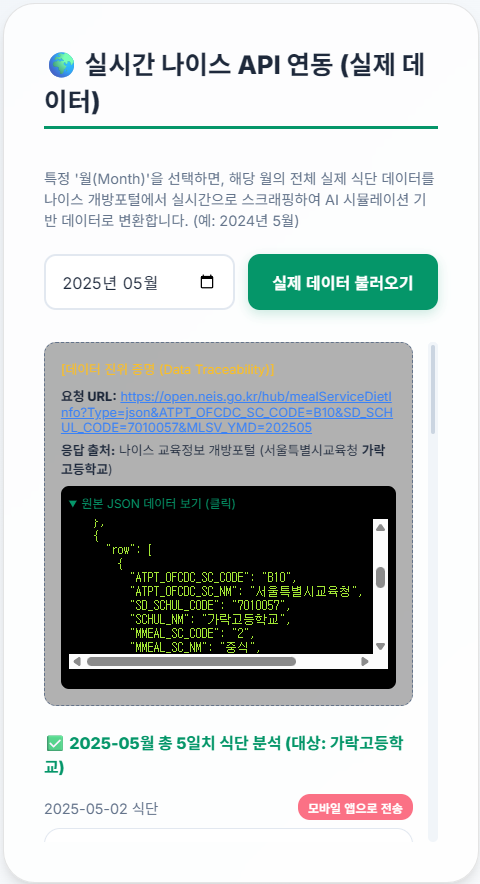 🌍 실시간 나이스 API 연동 (실제 데
이터)
특정 '월(Month)'을 선택하면, 해당 월의 전체 실제 식단 데이터를
나이스 개방포털에서 실시간으로 스크래핑하여 AI 시뮬레이션 기
반 데이터로 변환합니다. (예: 2024년 5월)
2025년 05월
실제 데이터 불러오기
[데이터 진위 증명 (Data Traceability)]
요청 URL: https://open.neis.go.kr/hub/mealServiceDietI
nfo?Type=json&ATPT_OFCDC_SC_CODE=B10&SD_SCH
UL_CODE=7010057&MLSV_YMD=202505
응답 출처: 나이스 교육정보 개방포털 (서울특별시교육청 가락
고등학교)
▼ 원본 JSON 데이터 보기 (클릭)
},
{
"row": [
{
"ATPT_OFCDC_SC_CODE": "B10",
"ATPT_OFCDC_SC_NM": "서울특별시교육청",
"SD_SCHUL_CODE": "7010057",
"SCHUL_NM": "가락고등학교",
"MMEAL_SC_CODE": "2",
"MMEAL_SC_NM": "중식",
✅ 2025-05월 총 5일치 식단 분석 (대상: 가락고등학
교)
2025-05-02 식단
모바일 앱으로 전송